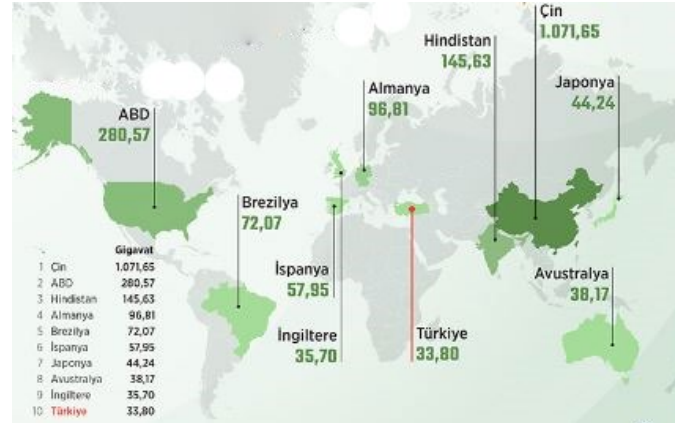 Çin
1.071,65
Hindistan
145,63
Japonya
44,24
Almanya
96,81
ABD
280,57
Brezilya
72,07
İspanya
57,95
Avustralya
38,17
İngiltere
35,70
Türkiye
33,80
Gigavat
1 Çin 1.071,65
2 ABD 280,57
3 Hindistan 145,63
4 Almanya 96,81
5 Brezilya 72,07
6 İspanya 57,95
7 Japonya 44,24
8 Avustralya 38,17
9 İngiltere 35,70
10 Türkiye 33,80